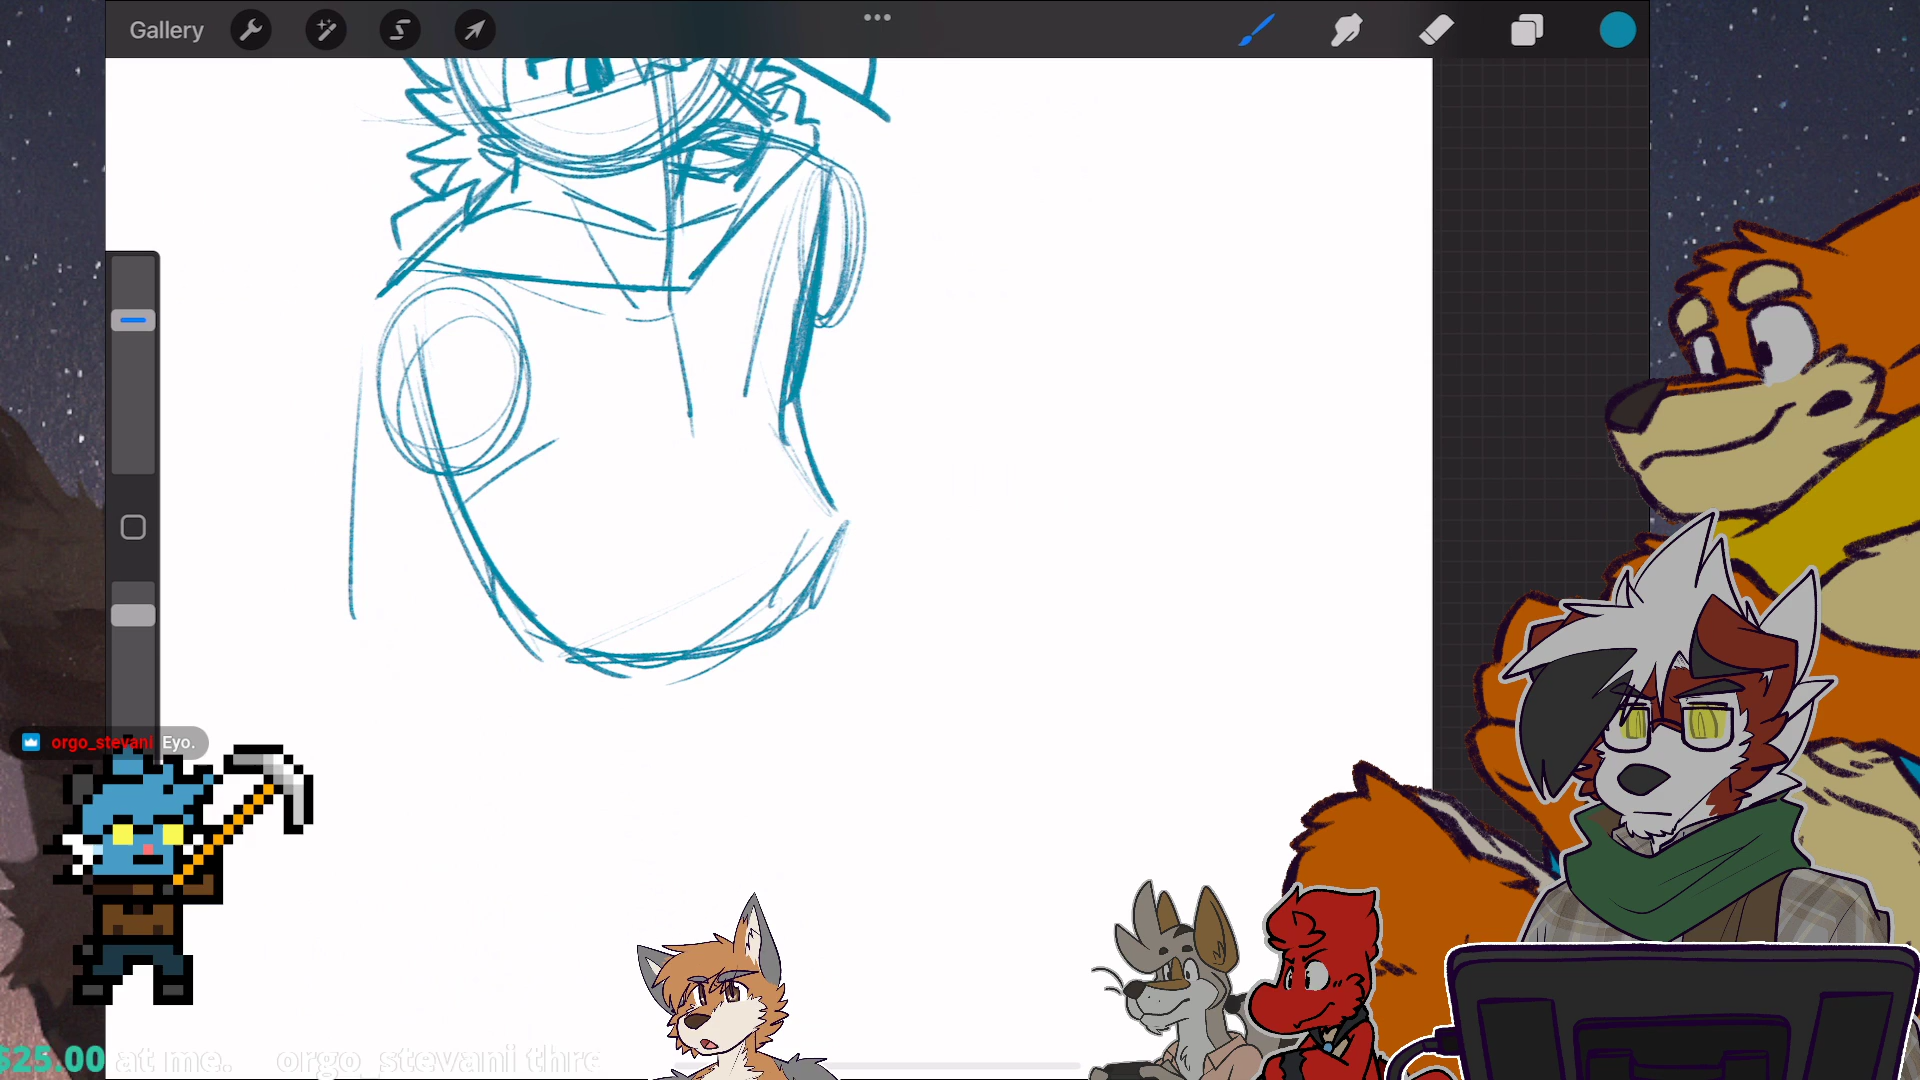 Gallery
orgo_stevani Eyo.
$25.00 at me. orgo_stevani thre